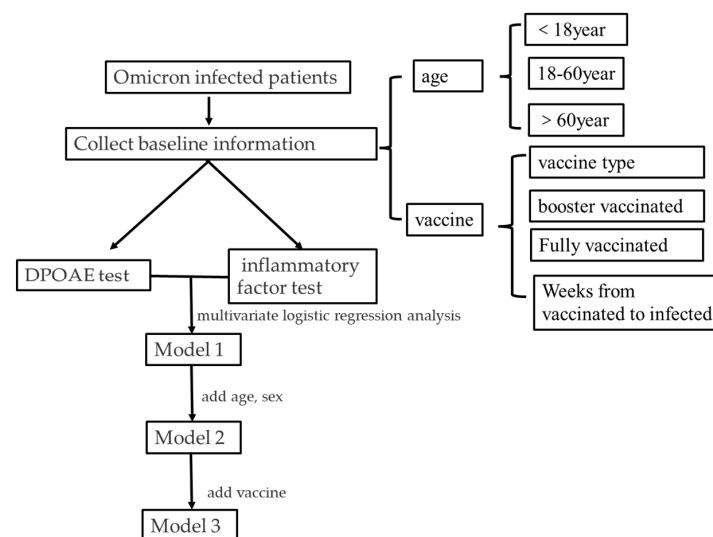 Omicron infected patients
Collect baseline information
age
< 18year
18-60year
> 60year
vaccine
vaccine type
booster vaccinated
Fully vaccinated
Weeks from
vaccinated to infected
DPOAE test
inflammatory
factor test
multivariate logistic regression analysis
Model 1
add age, sex
Model 2
add vaccine
Model 3